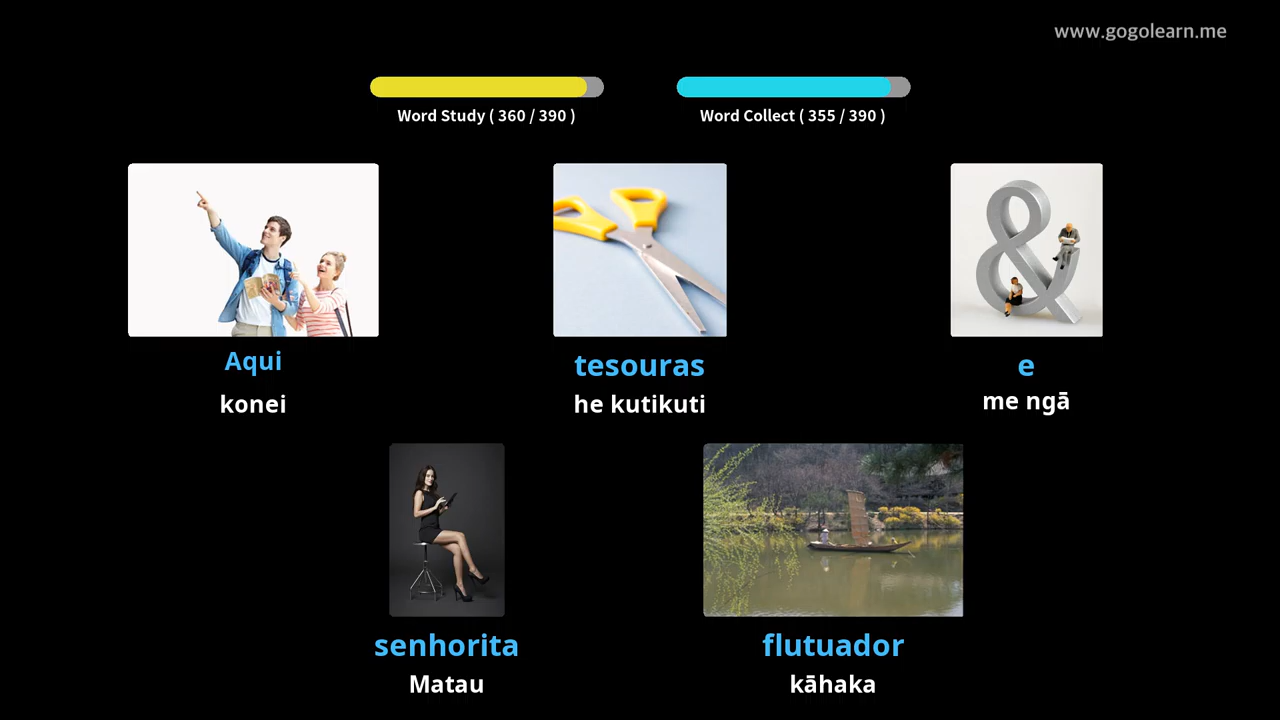 www.gogolearn.me
Word Study ( 360 / 390 )
Word Collect ( 355 / 390 )
Aqui
konei
tesouras
he kutikuti
e
me ngā
senhorita
Matau
flutuador
kāhaka